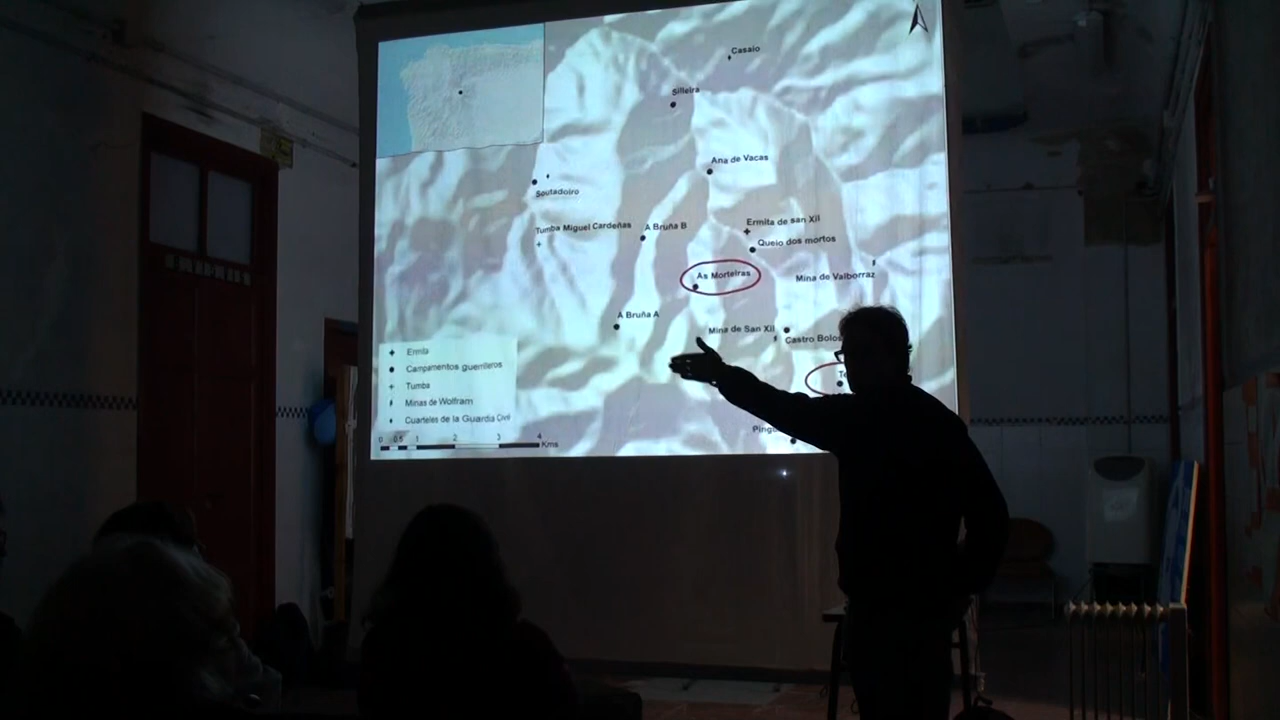 Casaio
Silleira
Ana de Vacas
Soutadoiro
Tumba Miguel Cardeñas
A Bruña B
Ermita de san Xil
Queio dos mortos
As Morteiras
Mina de Valborraz
A Bruña A
Mina de San Xil
Castro Bolos
Ermita
Campamentos guerrilleros
Tumba
Minas de Wolfram
Cuarteles de la Guardia Civil
0 0.5 1 2 3 4
Kms